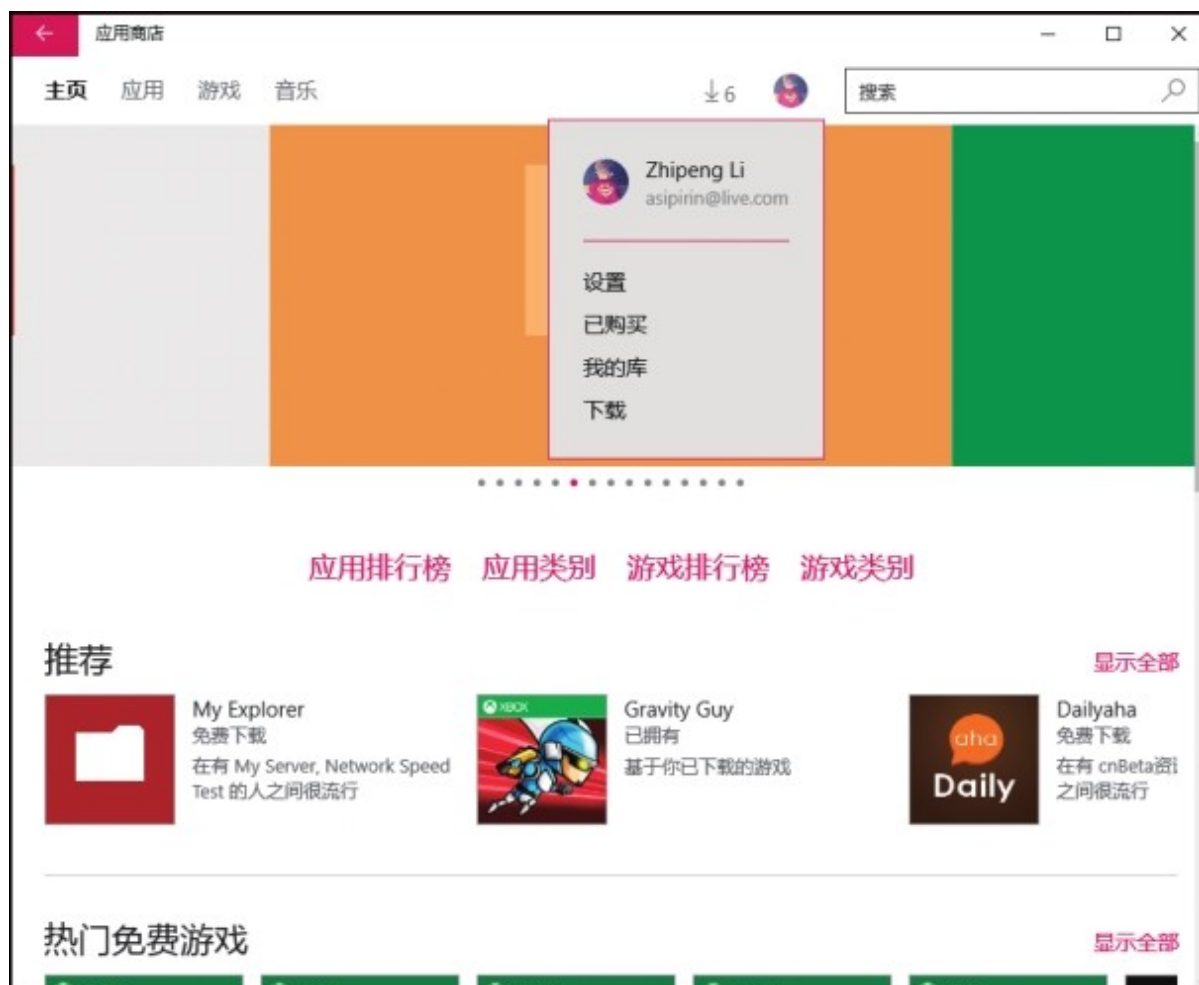 应用商店
主页 应用 游戏 音乐 6 搜索
Zhipeng Li
asipirin@live.com
设置
已购买
我的库
下载
应用排行榜 应用类别 游戏排行榜 游戏类别
推荐 显示全部
My Explorer
免费下载
在有 My Server, Network Speed
Test 的人之间很流行
XBOX
Gravity Guy
已拥有
基于你已下载的游戏
aha
Daily
Dailyaha
免费下载
在有 cnBeta资
之间很流行
热门免费游戏 显示全部